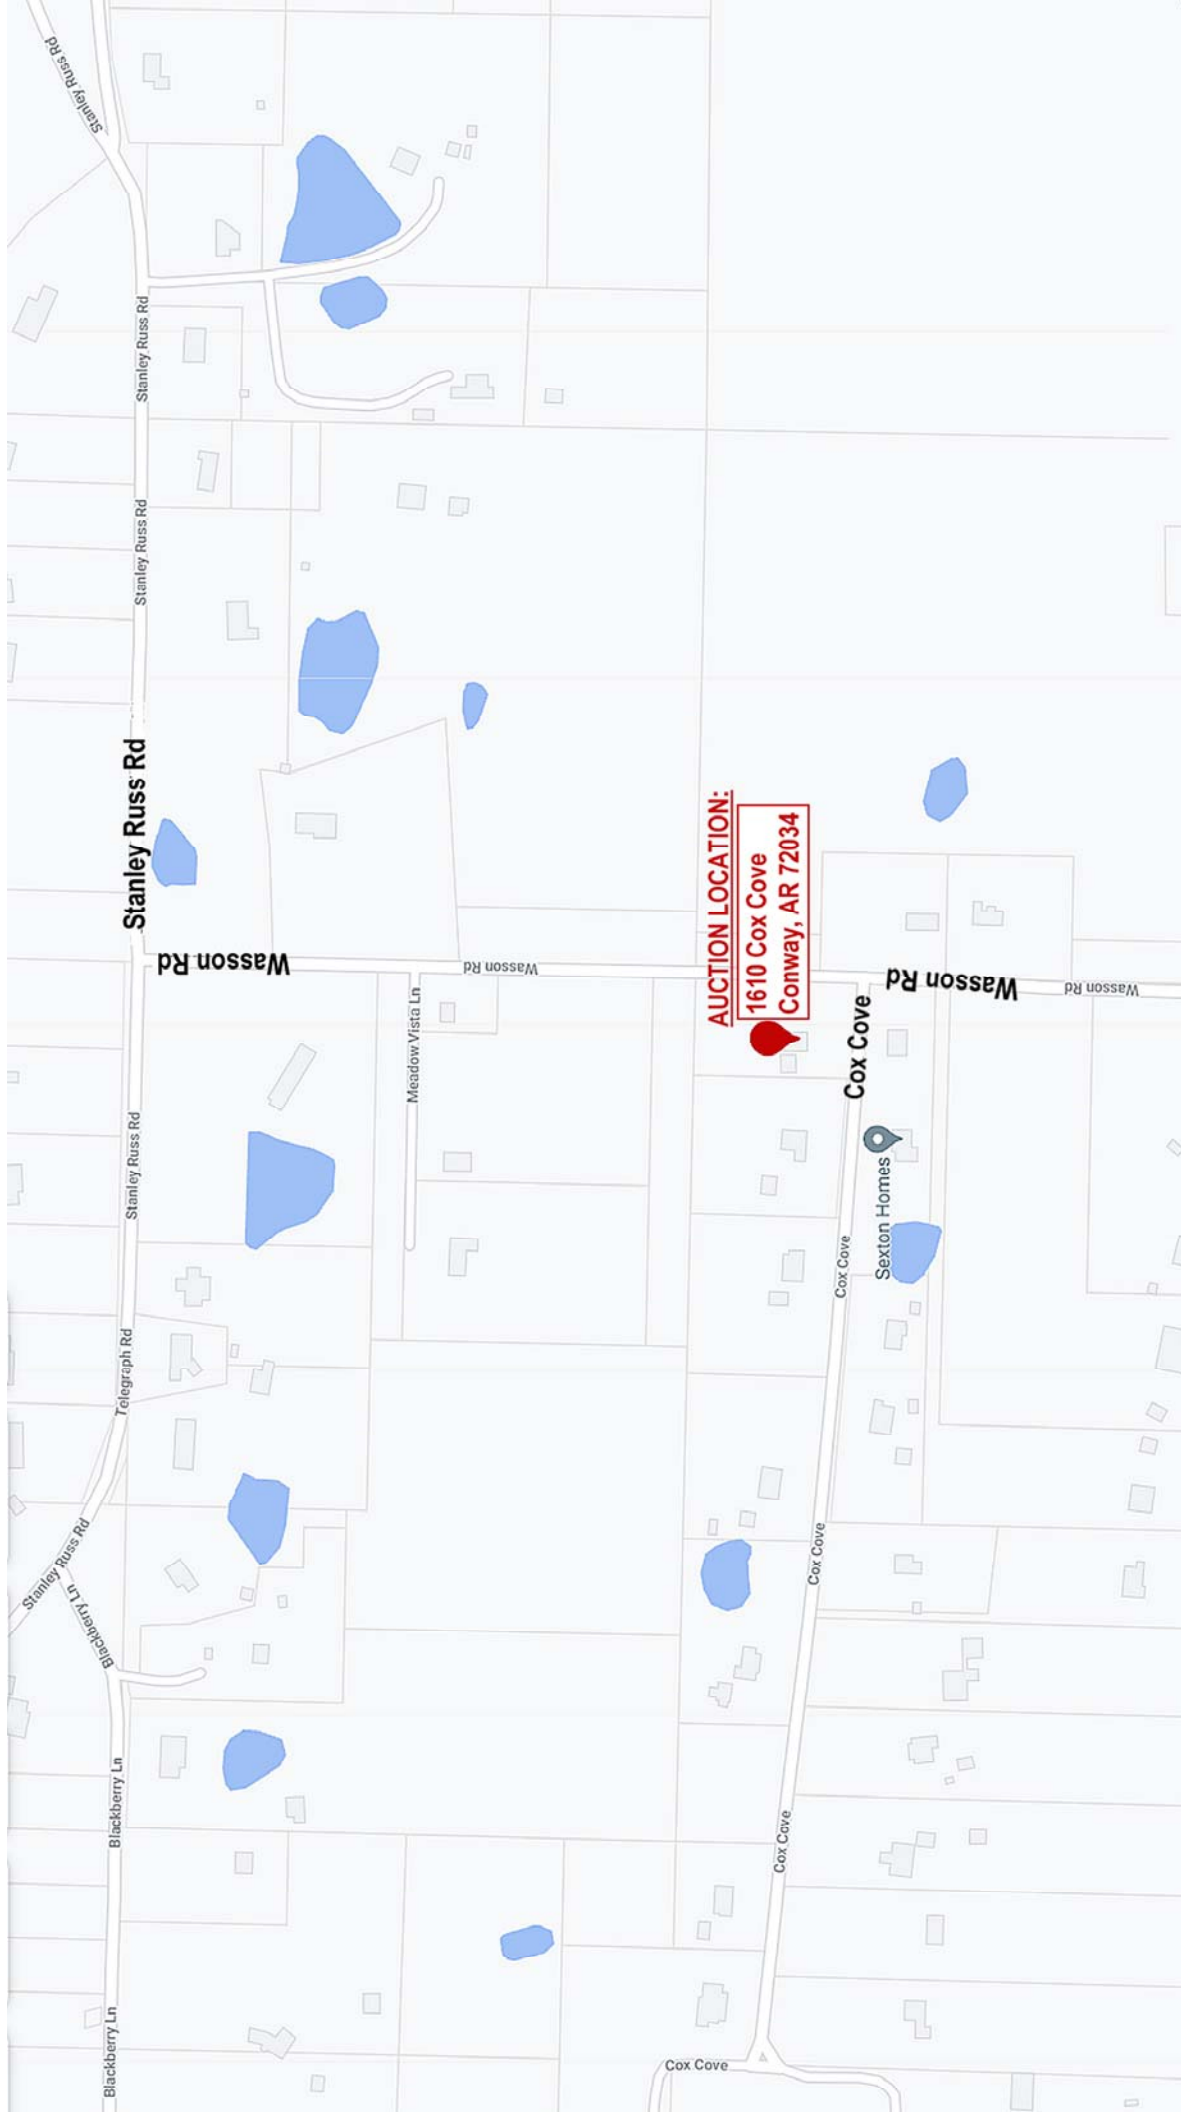 Stanley Russ Rd
Stanley Russ Rd
Stanley Russ Rd
Stanley Russ Rd
Wasson Rd
Wasson Rd
Meadow Vista Ln
AUCTION LOCATION:
1610 Cox Cove
Conway, AR 72034
Wasson Rd
Wasson Rd
Cox Cove
Sexton Homes
Stanley Russ Rd
Cox Cove
Telegraph Rd
Stanley Russ Rd
Cox Cove
Blackberry Ln
Blackberry Ln
Cox Cove
Blackberry Ln
Cox Cove